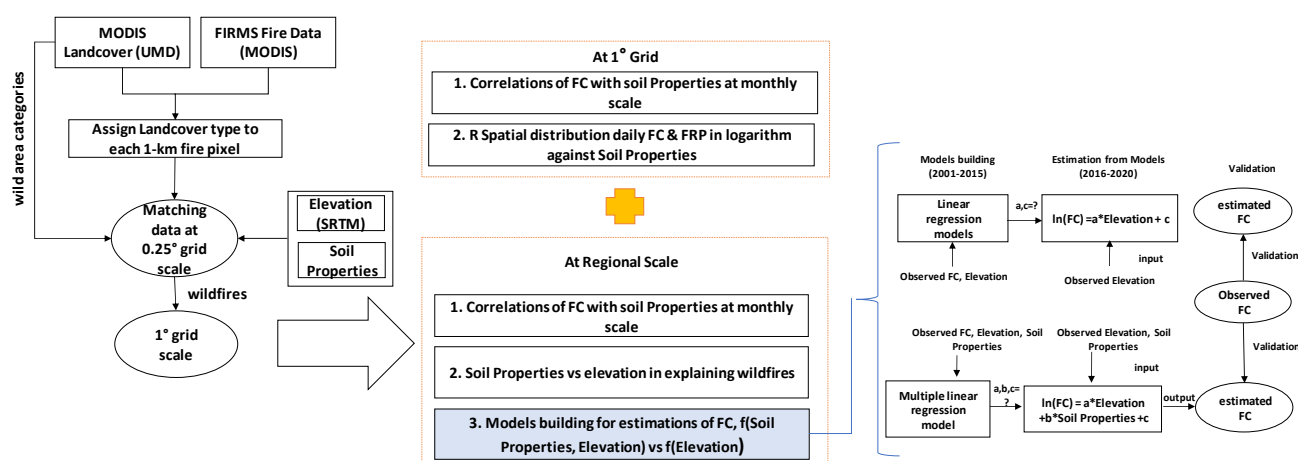 MODIS
Landcover (UMD)
FIRMS Fire Data
(MODIS)
wild area categories
Assign Landcover type to
each 1-km fire pixel
Matching
data at
0.25° grid
scale
Elevation
(SRTM)
Soil
Properties
wildfires
1° grid
scale
At 1° Grid
1. Correlations of FC with soil Properties at monthly
scale
2. R Spatial distribution daily FC & FRP in logarithm
against Soil Properties
At Regional Scale
1. Correlations of FC with soil Properties at monthly
scale
2. Soil Properties vs elevation in explaining wildfires
3. Models building for estimations of FC, f(Soil
Properties, Elevation) vs f(Elevation)
Models building
(2001-2015)
Estimation from Models
(2016-2020)
Validation
Linear
regression
models
a,c=?
ln(FC) =a*Elevation + c
estimated
FC
input
Observed FC, Elevation
Observed Elevation
Validation
Observed
FC
Observed FC, Elevation, Soil
Properties
Observed Elevation, Soil
Properties
Validation
input
Multiple linear
regression
model
a,b,c=
?
ln(FC) = a*Elevation
+b*Soil Properties +c
output
estimated
FC